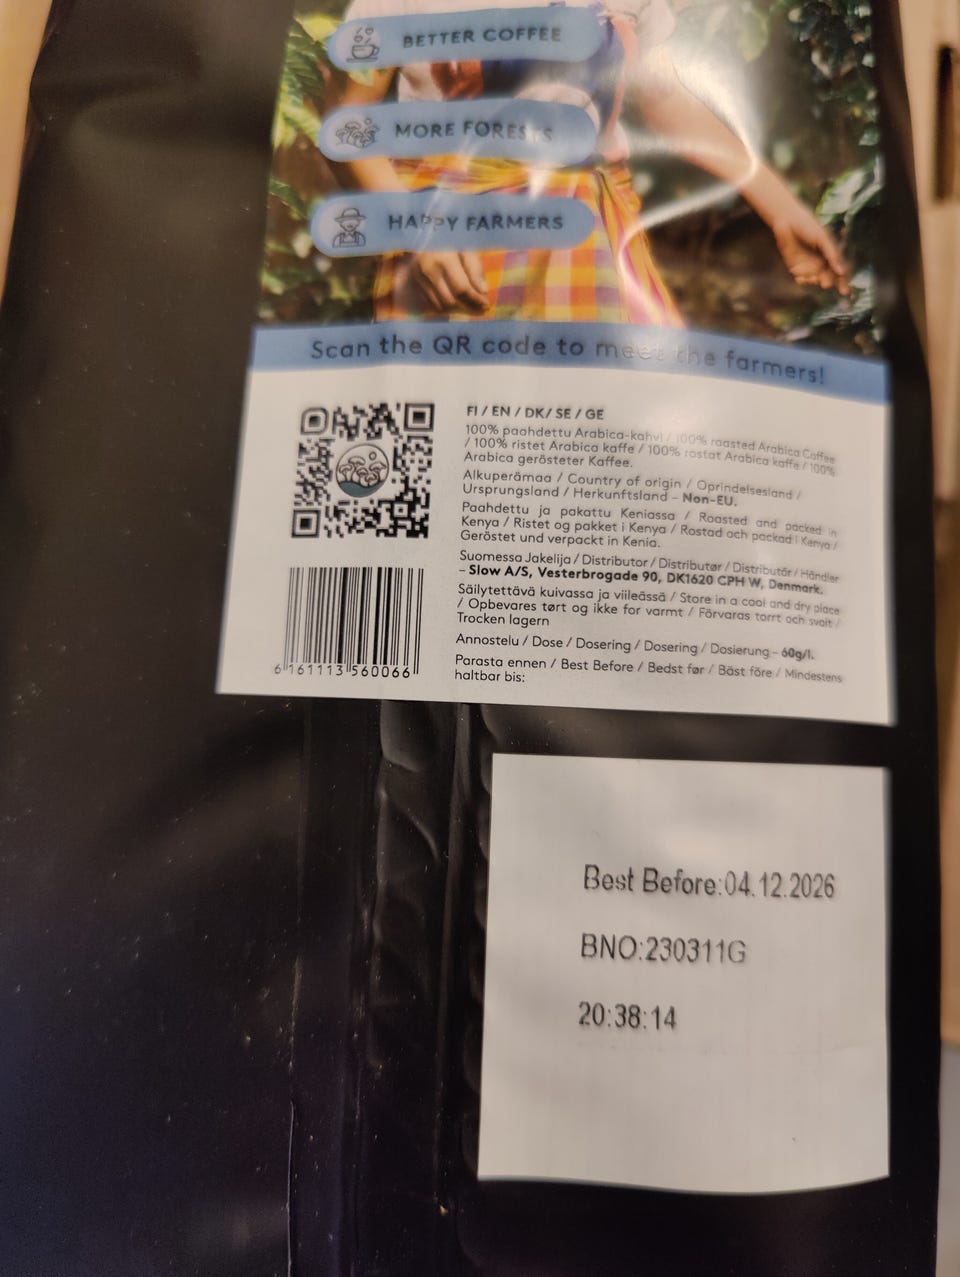 BETTER COFFEE
MORE FORESTS
HAPPY FARMERS
Scan the QR code to meet the farmers!
FI / EN / DK/ SE / GE
100% paahdettu Arabica-kahvi / 100% roasted Arabica Coffee
/ 100% ristet Arabica kaffe / 100% rostat Arabica kaffe / 100%
Arabica gerösteter Kaffee.
Alkuperämaa / Country of origin / Oprindelsesland /
Ursprungsland / Herkunftsland – Non-EU.
Paahdettu ja pakattu Keniassa / Roasted and packed in
Kenya / Ristet og pakket i Kenya / Rostad och packad i Kenya /
Geröstet und verpackt in Kenia.
Suomessa Jakelija / Distributor / Distributør / Distributör / Händler
– Slow A/S, Vesterbrogade 90, DK1620 CPH W, Denmark.
Säilytettävä kuivassa ja viileässä / Store in a cool and dry place
/ Opbevares tørt og ikke for varmt / Förvaras torrt och svalt /
Trocken lagern
Annostelu / Dose / Dosering / Dosering / Dosierung – 60g/l.
Parasta ennen / Best Before / Bedst før / Bäst före / Mindestens
haltbar bis:
6 161113 560066
Best Before:04.12.2026
BNO:230311G
20:38:14